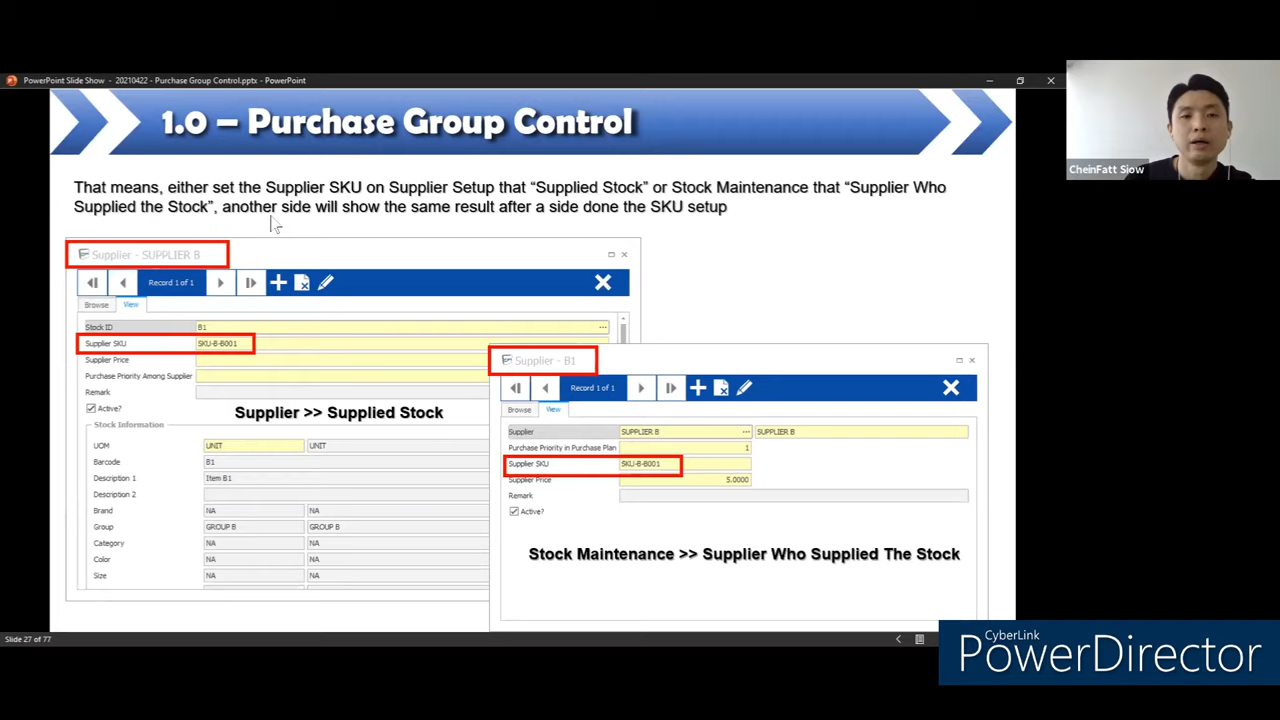 PowerPoint Slide Show - 20210422 - Purchase Group Control.pptx - PowerPoint
1.0 – Purchase Group Control
CheinFatt Siow
That means, either set the Supplier SKU on Supplier Setup that “Supplied Stock” or Stock Maintenance that “Supplier Who
Supplied the Stock”, another side will show the same result after a side done the SKU setup
Supplier - SUPPLIER B
Record 1 of 1
Browse View
Stock ID B1 ...
Supplier SKU SKU-B-B001
Supplier Price
Purchase Priority Among Supplier
Remark
Active?
Supplier >> Supplied Stock
Stock Information
UOM UNIT UNIT
Barcode B1
Description 1 Item B1
Description 2
Brand NA NA
Group GROUP B GROUP B
Category NA NA
Color NA NA
Size NA NA
Supplier - B1
Record 1 of 1
Browse View
Supplier SUPPLIER B ... SUPPLIER B
Purchase Priority in Purchase Plan 1
Supplier SKU SKU-B-B001
Supplier Price 5.0000
Remark
Active?
Stock Maintenance >> Supplier Who Supplied The Stock
Slide 27 of 77
CyberLink
PowerDirector